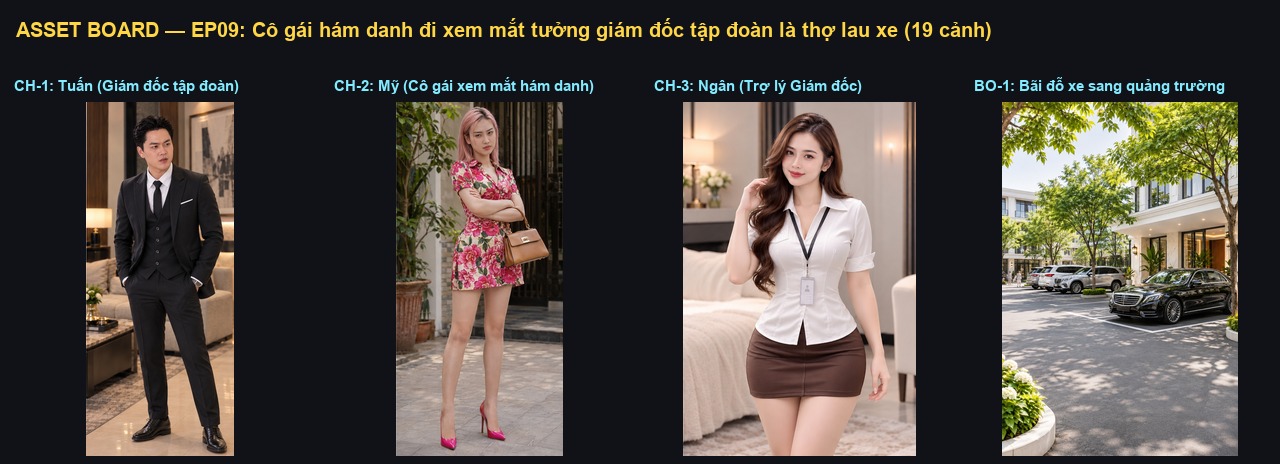 ASSET BOARD — EP09: Cô gái hám danh đi xem mắt tưởng giám đốc tập đoàn là thợ lau xe (19 cảnh)
CH-1: Tuấn (Giám đốc tập đoàn)
CH-2: Mỹ (Cô gái xem mắt hám danh)
CH-3: Ngân (Trợ lý Giám đốc)
BO-1: Bãi đỗ xe sang quảng trường